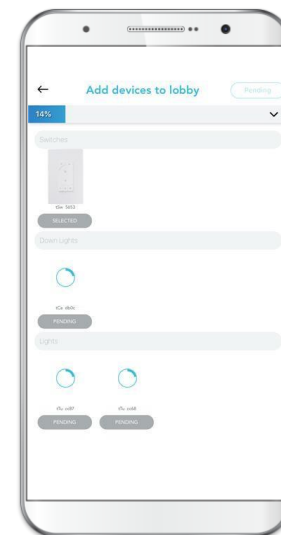 Add devices to lobby
Pending
14%
Switches
SELECTED
Down Lights
PENDING
Lights
PENDING PENDING